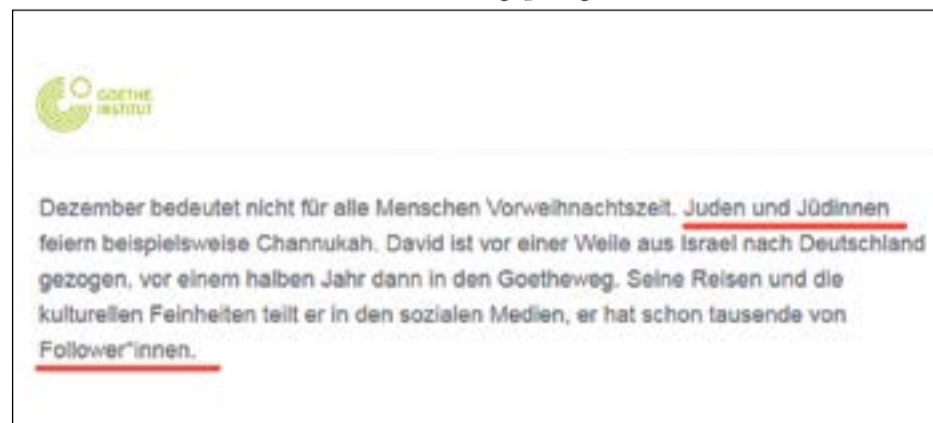 GOETHE
INSTITUT
Dezember bedeutet nicht für alle Menschen Vorweihnachtszeit. Juden und Jüdinnen
feiern beispielsweise Channukah. David ist vor einer Weile aus Israel nach Deutschland
gezogen, vor einem halben Jahr dann in den Goetheweg. Seine Reisen und die
kulturellen Feinheiten teilt er in den sozialen Medien, er hat schon tausende von
Follower*innen.